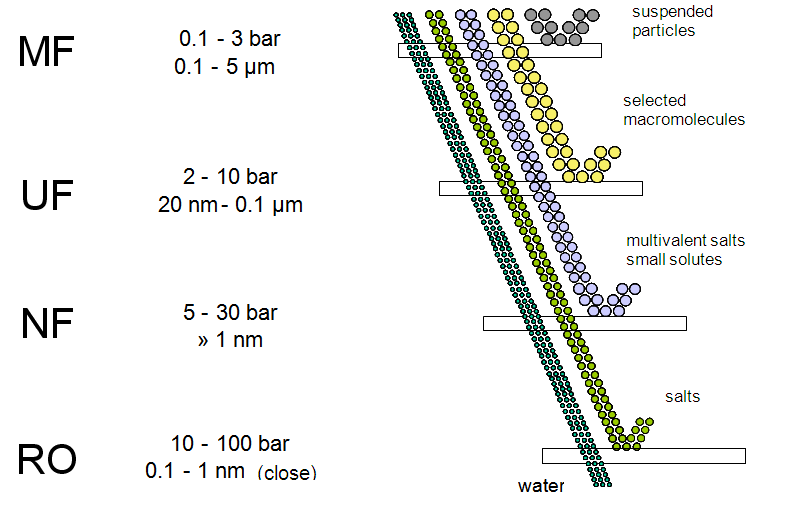 MF
0.1 - 3 bar
0.1 - 5 µm
suspended
particles
selected
macromolecules
UF
2 - 10 bar
20 nm - 0.1 µm
multivalent salts
small solutes
NF
5 - 30 bar
» 1 nm
salts
RO
10 - 100 bar
0.1 - 1 nm (close)
water